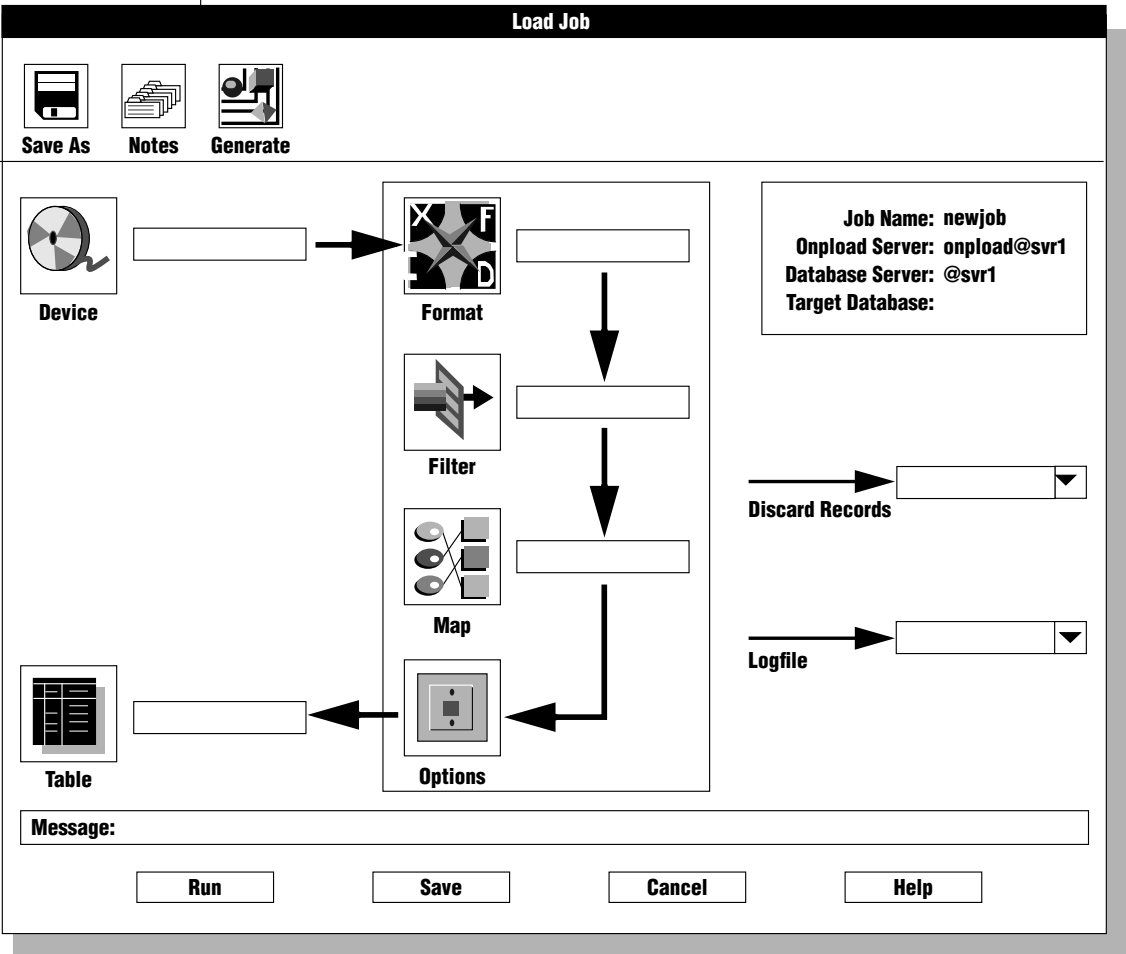 Load Job
Save As
Notes
Generate
Device
X F
D
Format
Job Name: newjob
Onpload Server: onpload@svr1
Database Server: @svr1
Target Database:
Filter
Discard Records
Map
Logfile
Table
Options
Message:
Run
Save
Cancel
Help